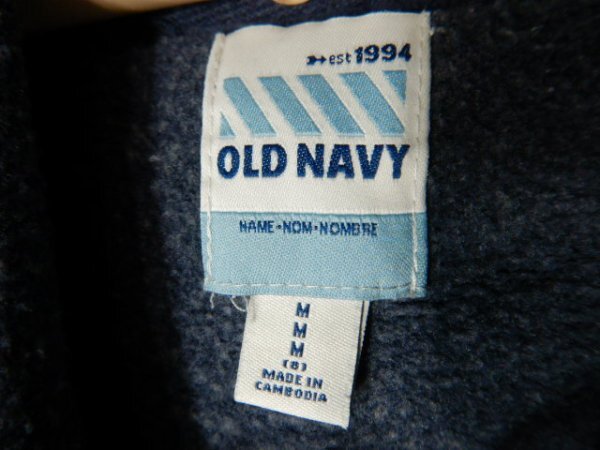 est 1994
OLD NAVY
NAME·NOM·NOMBRE
M
M
M
(8)
MADE IN
CAMBODIA